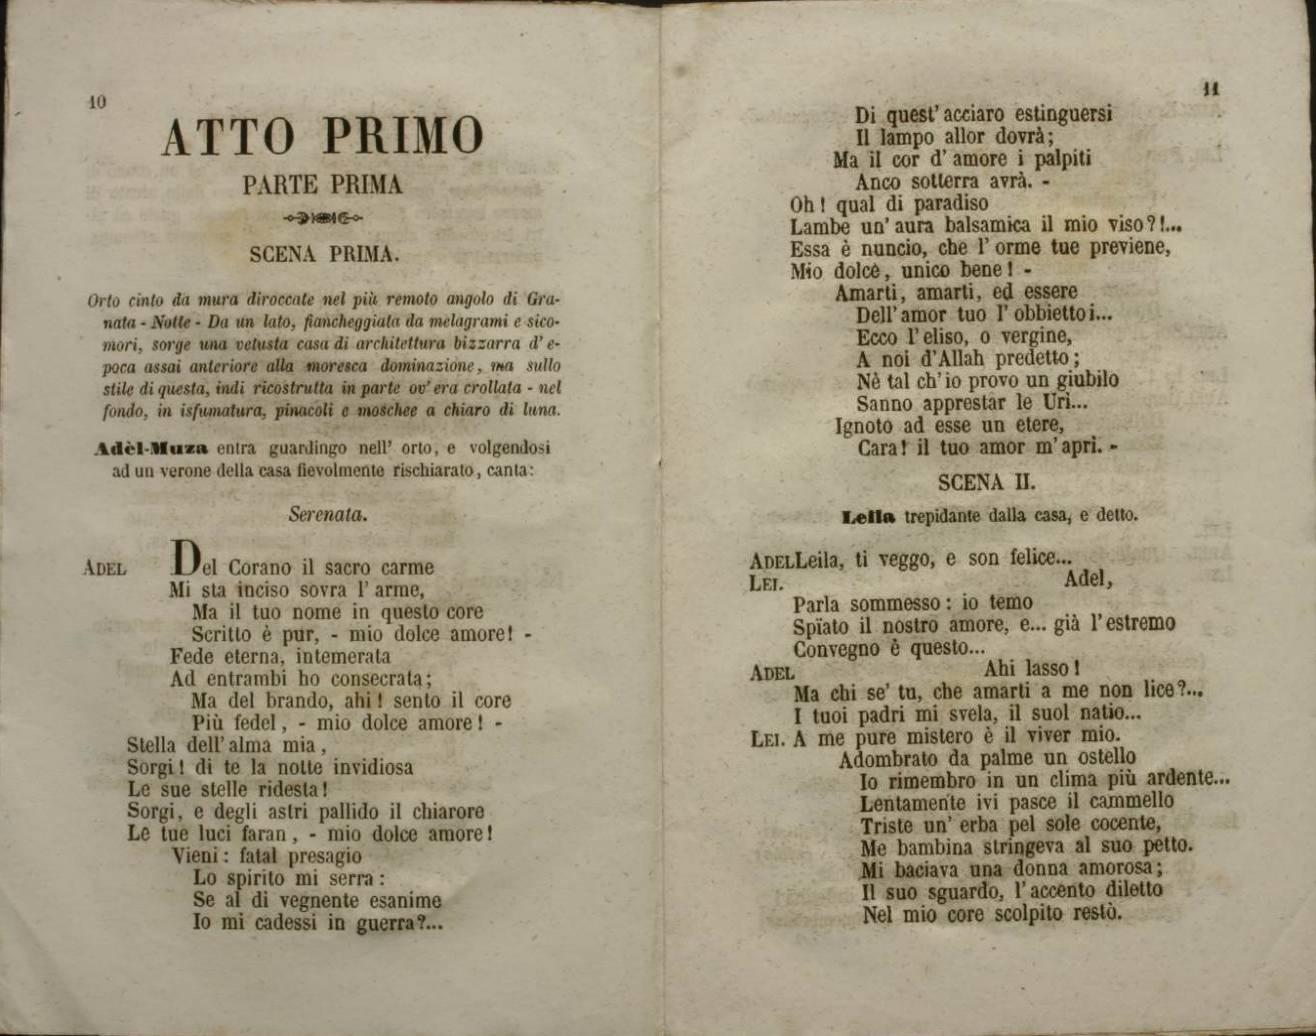 10
ATTO PRIMO
PARTE PRIMA
SCENA PRIMA.
Orto cinto da mura diroccate nel più remoto angolo di Gra-
nata - Notte - Da un lato, fiancheggiata da melagrami e sico-
mori, sorge una vetusta casa di architettura bizzarra d' e-
poca assai anteriore alla moresca dominazione, ma sullo
stile di questa, indi ricostrutta in parte ov' era crollata - nel
fondo, in isfumatura, pinacoli e moschee a chiaro di luna.
Adèl-Muza entra guardingo nell' orto, e volgendosi
ad un verone della casa fievolmente rischiarato, canta:
Serenata.
ADEL Del Corano il sacro carme
Mi sta inciso sovra l' arme,
Ma il tuo nome in questo core
Scritto è pur, - mio dolce amore! -
Fede eterna, intemerata
Ad entrambi ho consecrata;
Ma del brando, ahi! sento il core
Più fedel, - mio dolce amore! -
Stella dell' alma mia,
Sorgi! di te la notte invidiosa
Le sue stelle ridesta!
Sorgi, e degli astri pallido il chiarore
Le tue luci faran, - mio dolce amore!
Vieni: fatal presagio
Lo spirito mi serra:
Se al dì vegnente esanime
Io mi cadessi in guerra?...
11
Di quest' acciaro estinguersi
Il lampo allor dovrà;
Ma il cor d' amore i palpiti
Anco sotterra avrà. -
Oh! qual di paradiso
Lambe un' aura balsamica il mio viso?!...
Essa è nuncio, che l' orme tue previene,
Mio dolce, unico bene! -
Amarti, amarti, ed essere
Dell' amor tuo l' obbietto i...
Ecco l' eliso, o vergine,
A noi d'Allah predetto;
Nè tal ch' io provo un giubilo
Sanno apprestar le Urì...
Ignoto ad esse un etere,
Cara! il tuo amor m' aprì. -
SCENA II.
Leila trepidante dalla casa, e detto.
ADEL Leila, ti veggo, e son felice...
LEI. Adel,
Parla sommesso: io temo
Spïato il nostro amore, e... già l' estremo
Convegno è questo...
ADEL Ahi lasso!
Ma chi se' tu, che amarti a me non lice?...
I tuoi padri mi svela, il suol natio...
LEI. A me pure mistero è il viver mio.
Adombrato da palme un ostello
Io rimembro in un clima più ardente...
Lentamente ivi pasce il cammello
Triste un' erba pel sole cocente,
Me bambina stringeva al suo petto.
Mi baciava una donna amorosa;
Il suo sguardo, l' accento diletto
Nel mio core scolpito restò.